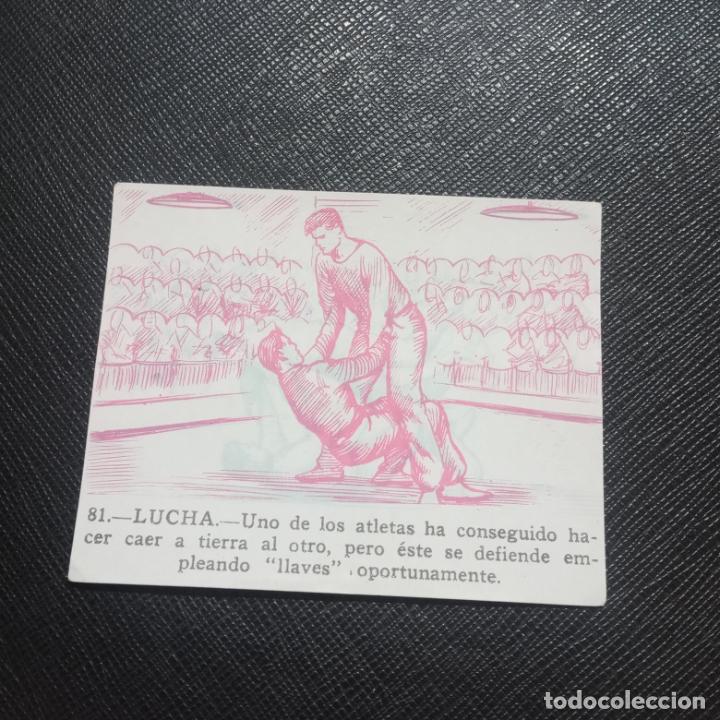 81.—LUCHA.—Uno de los atletas ha conseguido ha-
cer caer a tierra al otro, pero éste se defiende em-
pleando "llaves" oportunamente.
todocoleccion